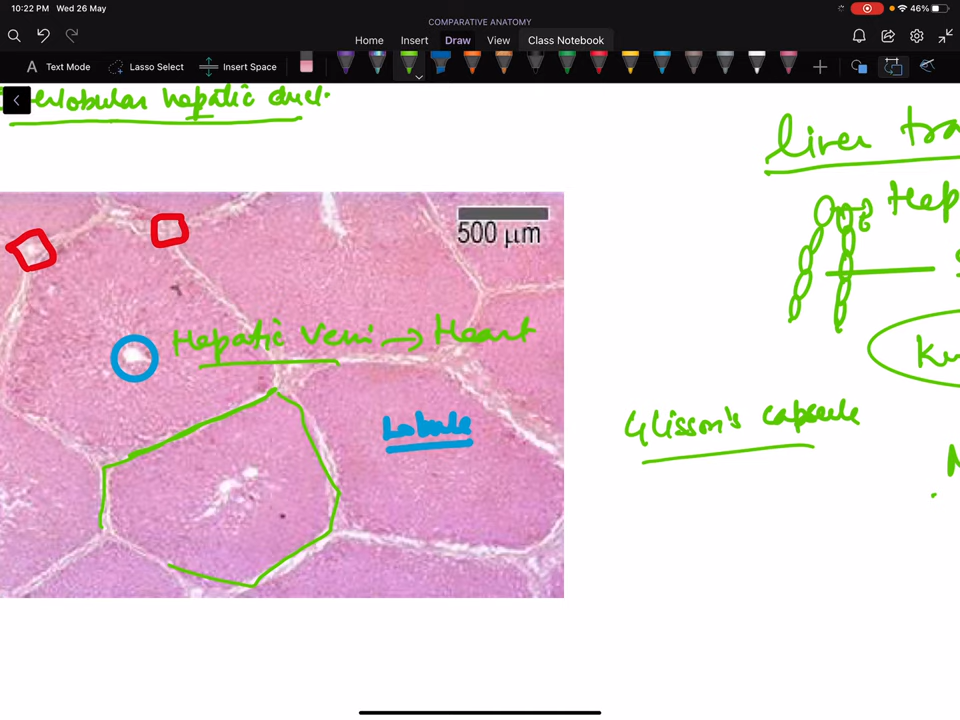 10:22 PM Wed 26 May
46%
COMPARATIVE ANATOMY
Home Insert Draw View Class Notebook
Text Mode Lasso Select Insert Space
hepatic duct.
liver
500 µm
Hepatic Vein → Heart
Lobule
Glisson's capsule